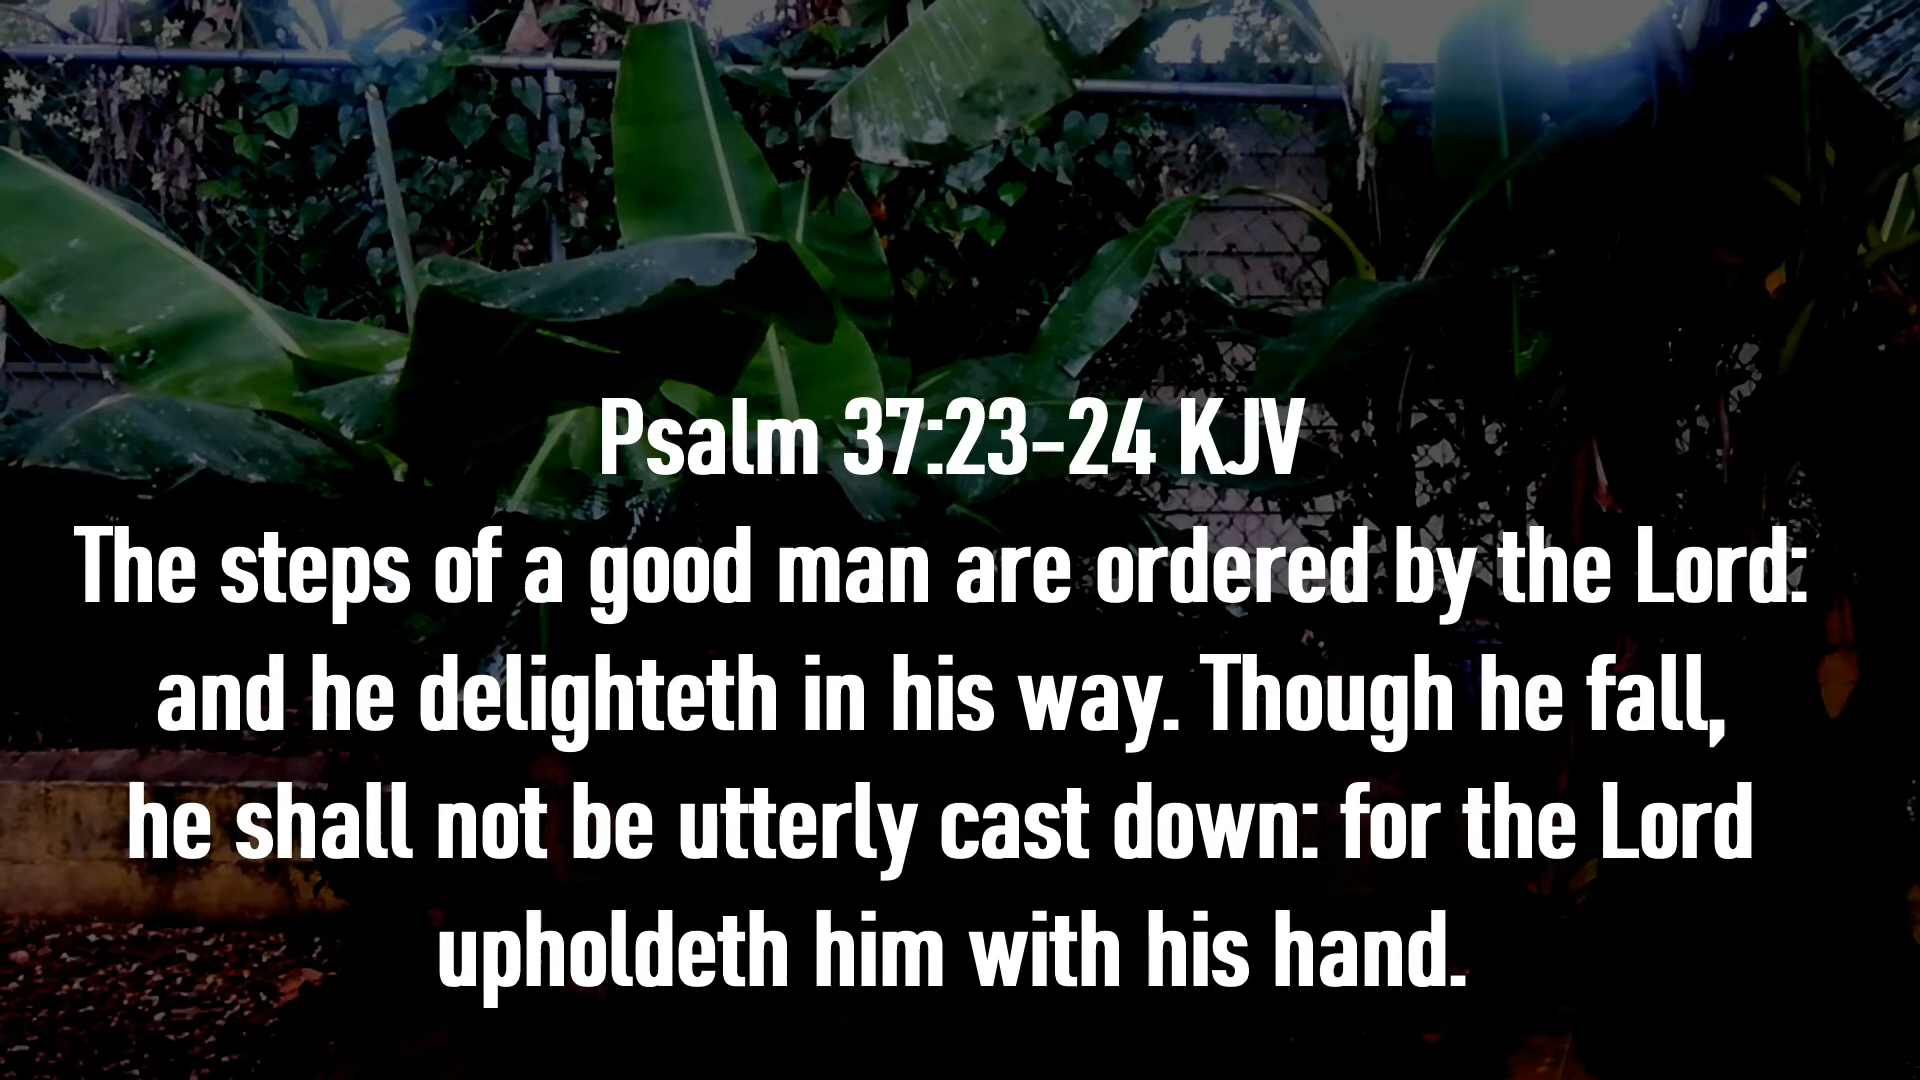 Psalm 37:23-24 KJV
The steps of a good man are ordered by the Lord:
and he delighteth in his way. Though he fall,
he shall not be utterly cast down: for the Lord
upholdeth him with his hand.